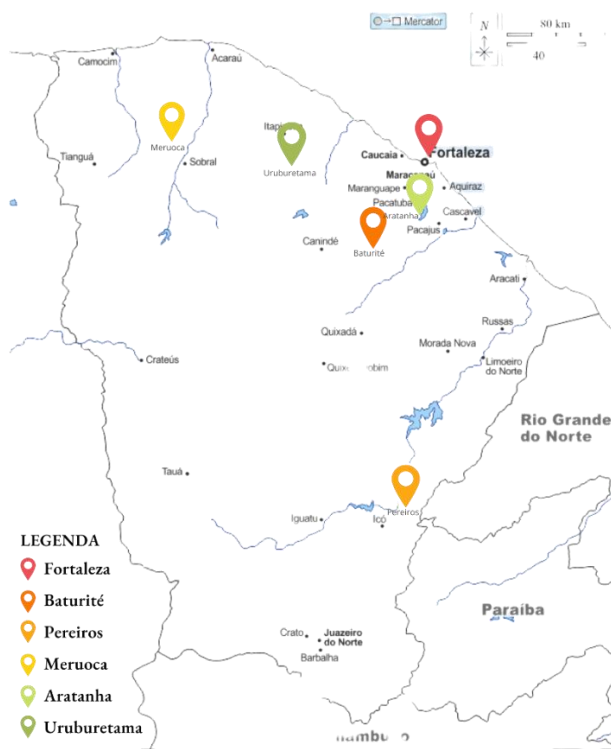 Mercator
N
80 km
40
Camocim
Acaraú
Meruoca
Tianguá
Sobral
Uruburetama
Caucaia
Fortaleza
Maranguape
Aquiraz
Pacatuba
Aratanha
Cascavel
Pacajus
Canindé
Baturité
Aracati
Quixadá
Russas
Morada Nova
Limoeiro
do Norte
Crateús
Rio Grande
do Norte
Tauá
Pereiros
Iguatu
Icó
LEGENDA
Fortaleza
Baturité
Pereiros
Meruoca
Aratanha
Uruburetama
Paraíba
Crato
Juazeiro
do Norte
Barbalha